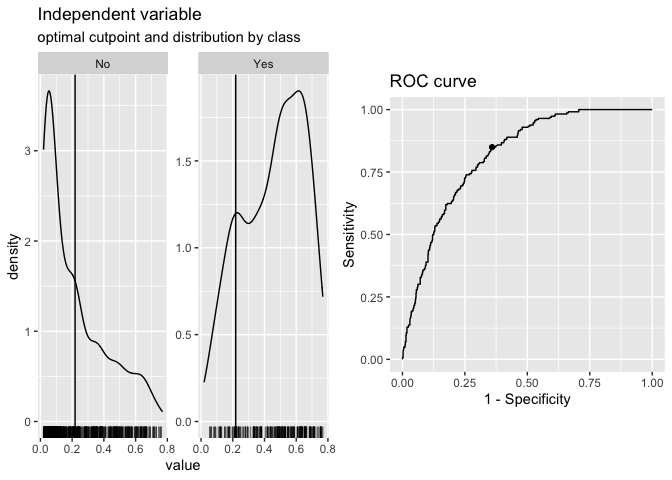 Independent variable
optimal cutpoint and distribution by class
No
Yes
density
0
1
2
3
0.0
0.5
1.0
1.5
0.0 0.2 0.4 0.6 0.8
0.0 0.2 0.4 0.6 0.8
value
ROC curve
Sensitivity
1.00
0.75
0.50
0.25
0.00
0.00 0.25 0.50 0.75 1.00
1 - Specificity